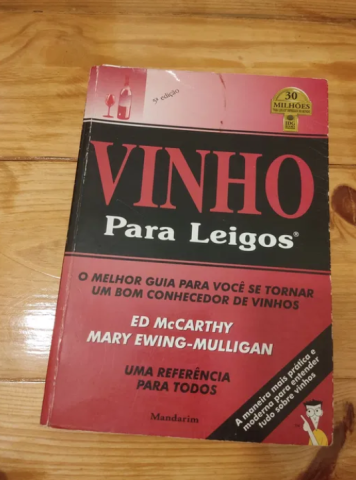 5ª edição
30
MILHÕES
VINHO
Para Leigos®
O MELHOR GUIA PARA VOCÊ SE TORNAR
UM BOM CONHECEDOR DE VINHOS
ED McCARTHY
MARY EWING-MULLIGAN
UMA REFERÊNCIA
PARA TODOS
A maneira mais prática e
moderna para entender
tudo sobre vinhos
Mandarim